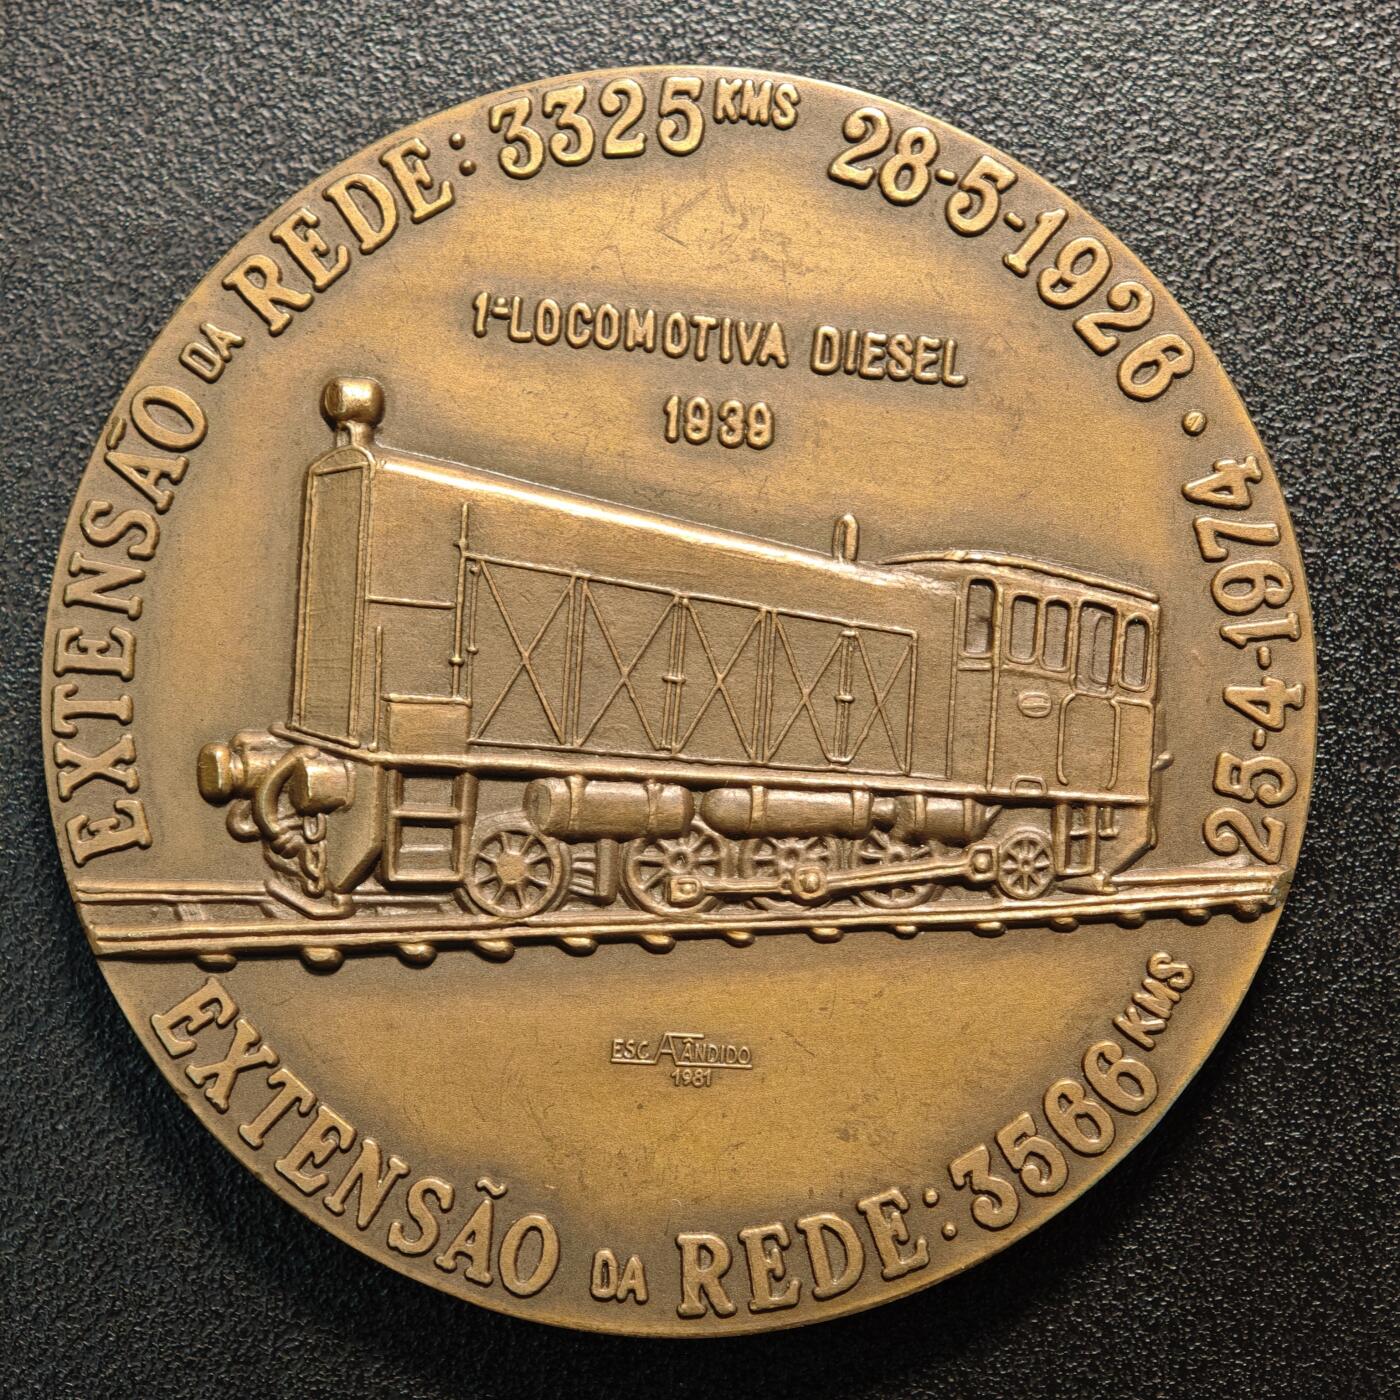 EXTENSÃO DA REDE: 3325 KMS 28-5-1926 · 25-4-1974
1ª LOCOMOTIVA DIESEL
1939
ESC. A. CÂNDIDO
1981
EXTENSÃO DA REDE: 3566 KMS